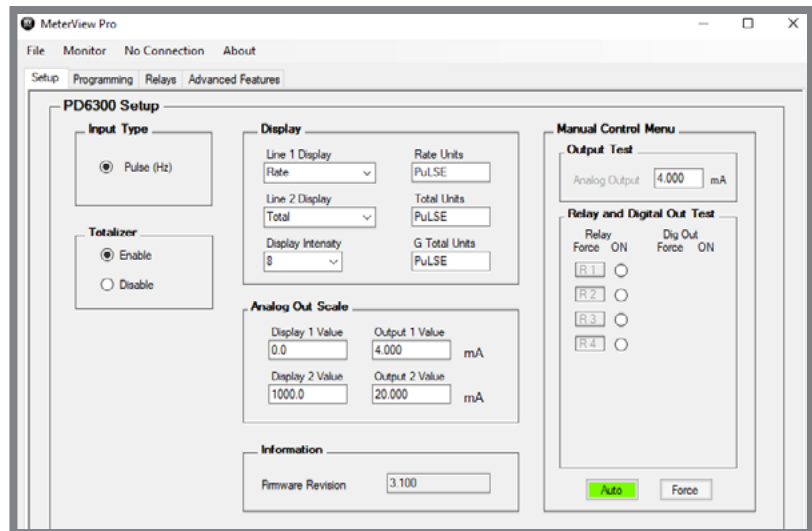 MeterView Pro
File Monitor No Connection About
Setup Programming Relays Advanced Features
PD6300 Setup
Input Type
Pulse (Hz)
Totalizer
Enable
Disable
Display
Line 1 Display Rate Units
Rate PuLSE
Line 2 Display Total Units
Total PuLSE
Display Intensity G Total Units
8 PuLSE
Analog Out Scale
Display 1 Value Output 1 Value
0.0 4.000 mA
Display 2 Value Output 2 Value
1000.0 20.000 mA
Information
Firmware Revision 3.100
Manual Control Menu
Output Test
Analog Output 4.000 mA
Relay and Digital Out Test
Relay Dig Out
Force ON Force ON
R 1
R 2
R 3
R 4
Auto Force